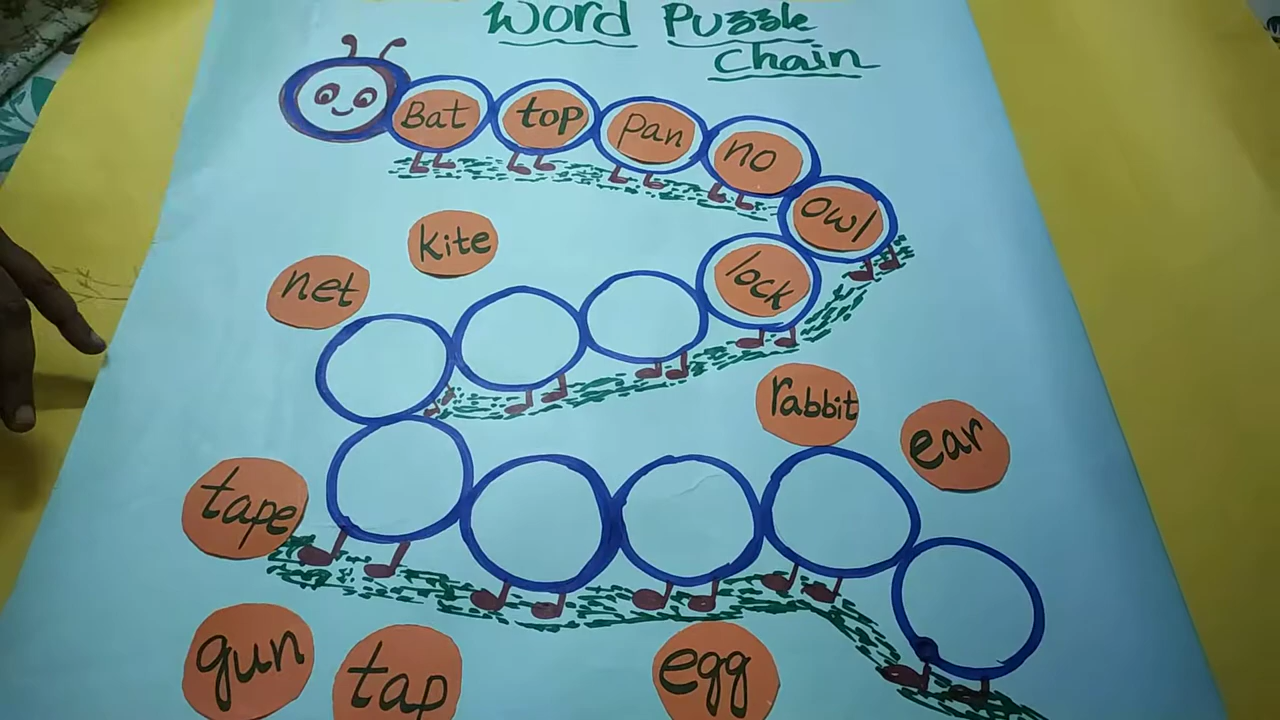 Word Puzzle
Chain
Bat
top
pan
no
owl
lock
kite
net
rabbit
ear
tape
gun
tap
egg